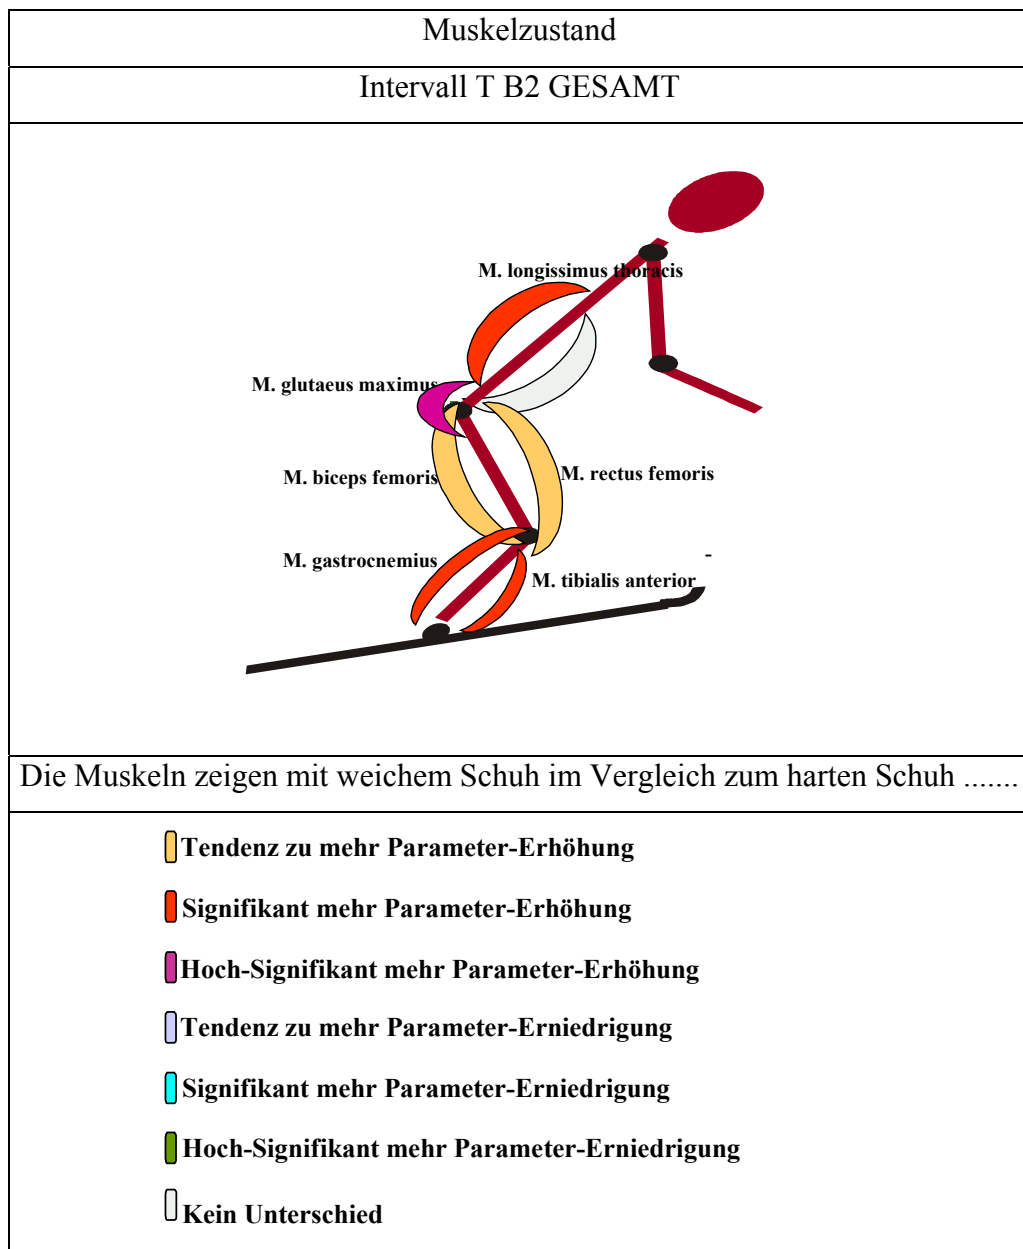 Muskelzustand
Intervall T B2 GESAMT
M. longissimus thoracis
M. glutaeus maximus
M. biceps femoris
M. rectus femoris
M. gastrocnemius
-
M. tibialis anterior
Die Muskeln zeigen mit weichem Schuh im Vergleich zum harten Schuh .......
Tendenz zu mehr Parameter-Erhöhung
Signifikant mehr Parameter-Erhöhung
Hoch-Signifikant mehr Parameter-Erhöhung
Tendenz zu mehr Parameter-Erniedrigung
Signifikant mehr Parameter-Erniedrigung
Hoch-Signifikant mehr Parameter-Erniedrigung
Kein Unterschied